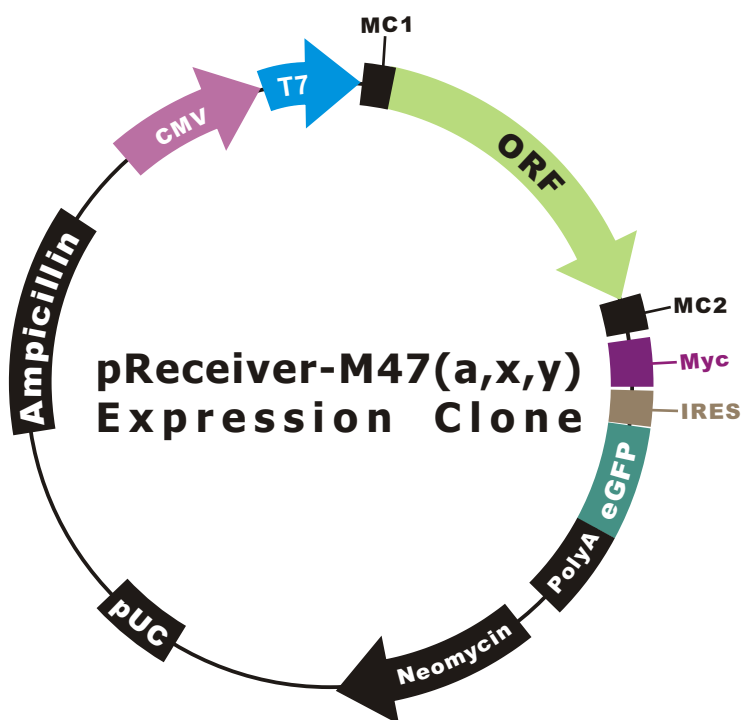 MC1
CMV
T7
ORF
MC2
Myc
IRES
eGFP
PolyA
Neomycin
pUC
Ampicillin
pReceiver-M47(a,x,y)
Expression Clone